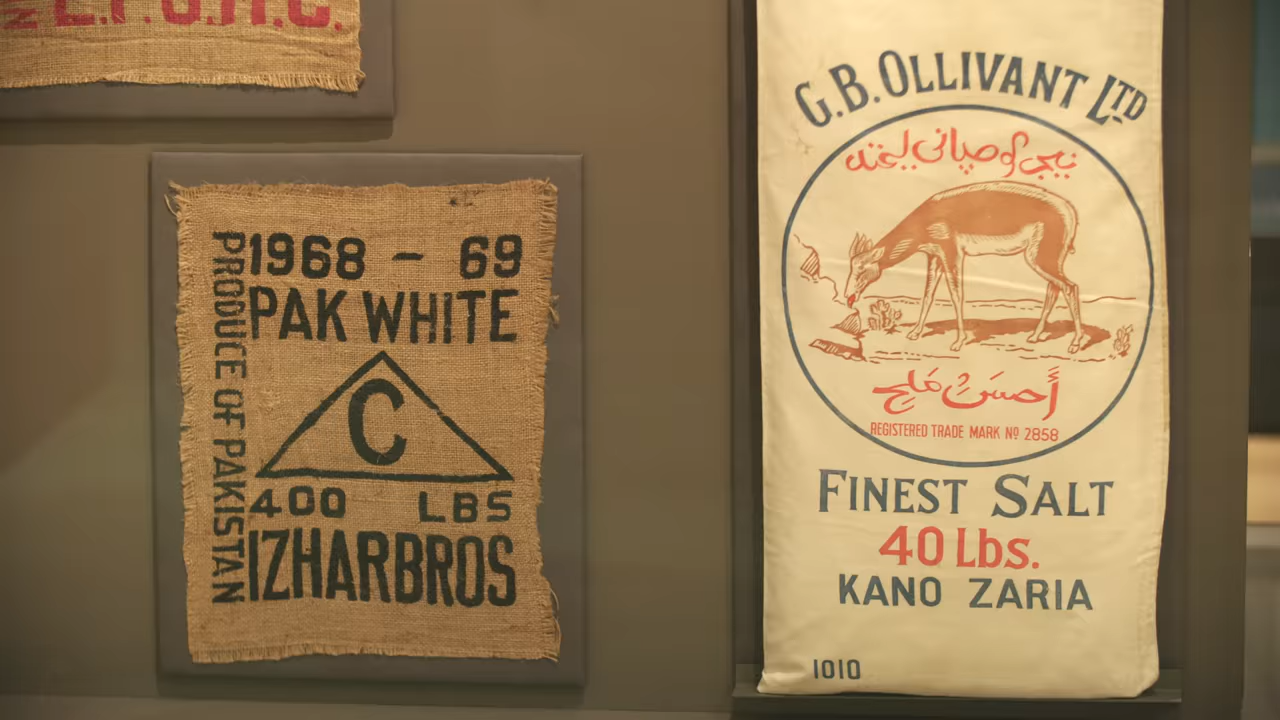 1968 - 69
PAK WHITE
PRODUCE OF PAKISTAN
C
400 LBS
IZHARBROS
G.B. OLLIVANT LTD
REGISTERED TRADE MARK Nº 2858
FINEST SALT
40 Lbs.
KANO ZARIA
1010